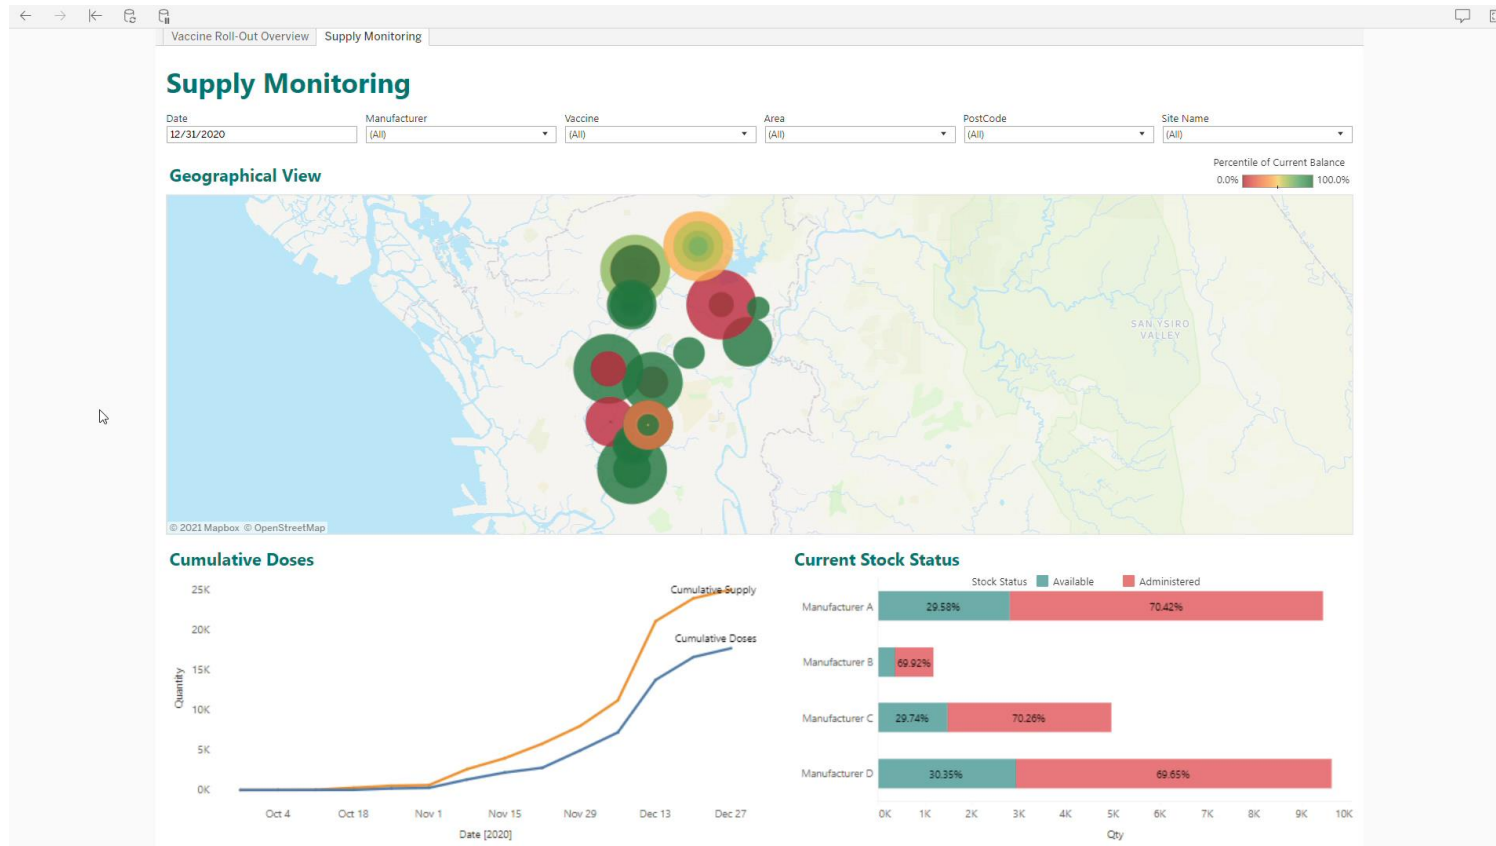 Vaccine Roll-Out Overview Supply Monitoring
Supply Monitoring
Date Manufacturer Vaccine Area PostCode Site Name
12/31/2020 (All) (All) (All) (All) (All)
Geographical View
Percentile of Current Balance
0.0% 100.0%
SAN YSIRO
VALLEY
© 2021 Mapbox © OpenStreetMap
Cumulative Doses
25K
20K
15K
10K
5K
0K
Quantity
Cumulative Supply
Cumulative Doses
Oct 4 Oct 18 Nov 1 Nov 15 Nov 29 Dec 13 Dec 27
Date [2020]
Current Stock Status
Stock Status Available Administered
Manufacturer A 29.58% 70.42%
Manufacturer B 69.92%
Manufacturer C 29.74% 70.26%
Manufacturer D 30.35% 69.65%
0K 1K 2K 3K 4K 5K 6K 7K 8K 9K 10K
Qty